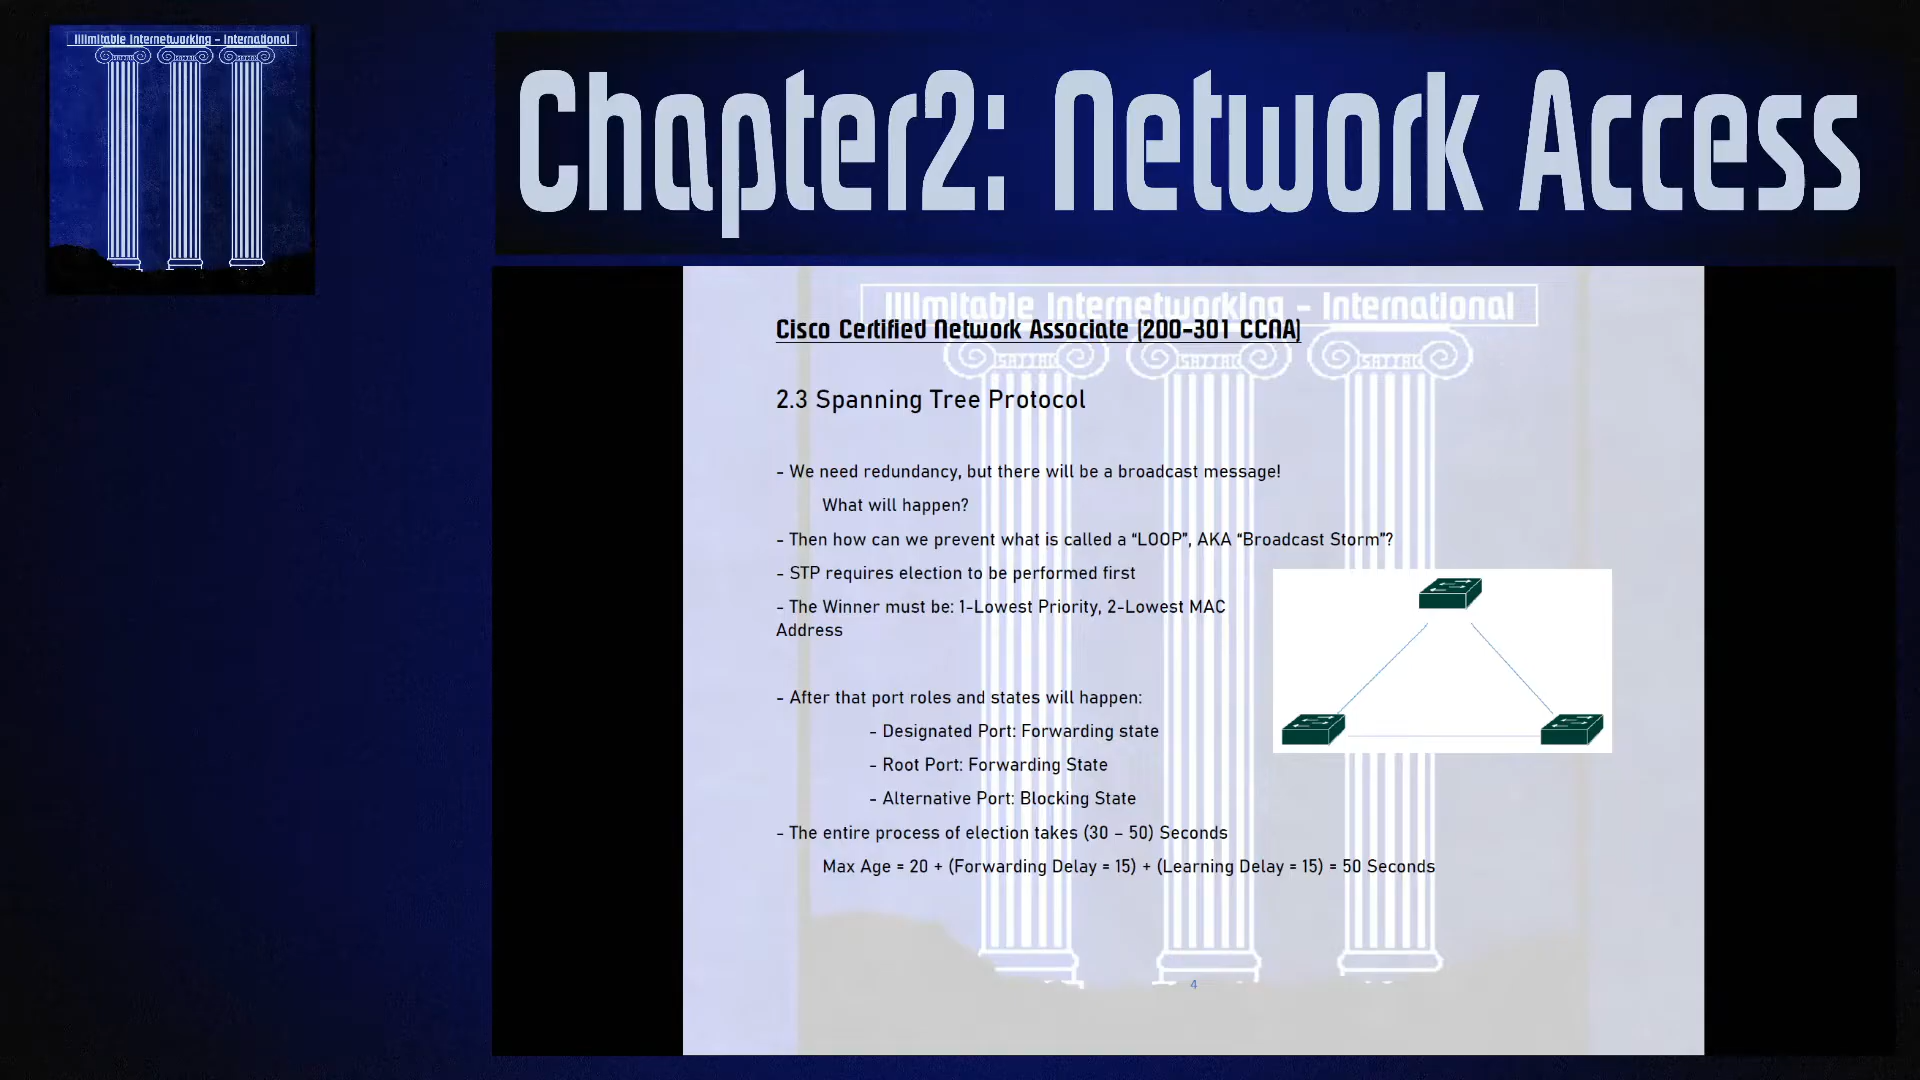 Illimitable Internetworking - International
Chapter2: Network Access
Illimitable Internetworking - International
Cisco Certified Network Associate (200-301 CCNA)
2.3 Spanning Tree Protocol
- We need redundancy, but there will be a broadcast message!
What will happen?
- Then how can we prevent what is called a “LOOP”, AKA “Broadcast Storm”?
- STP requires election to be performed first
- The Winner must be: 1-Lowest Priority, 2-Lowest MAC
Address
- After that port roles and states will happen:
- Designated Port: Forwarding state
- Root Port: Forwarding State
- Alternative Port: Blocking State
- The entire process of election takes (30 – 50) Seconds
Max Age = 20 + (Forwarding Delay = 15) + (Learning Delay = 15) = 50 Seconds
4